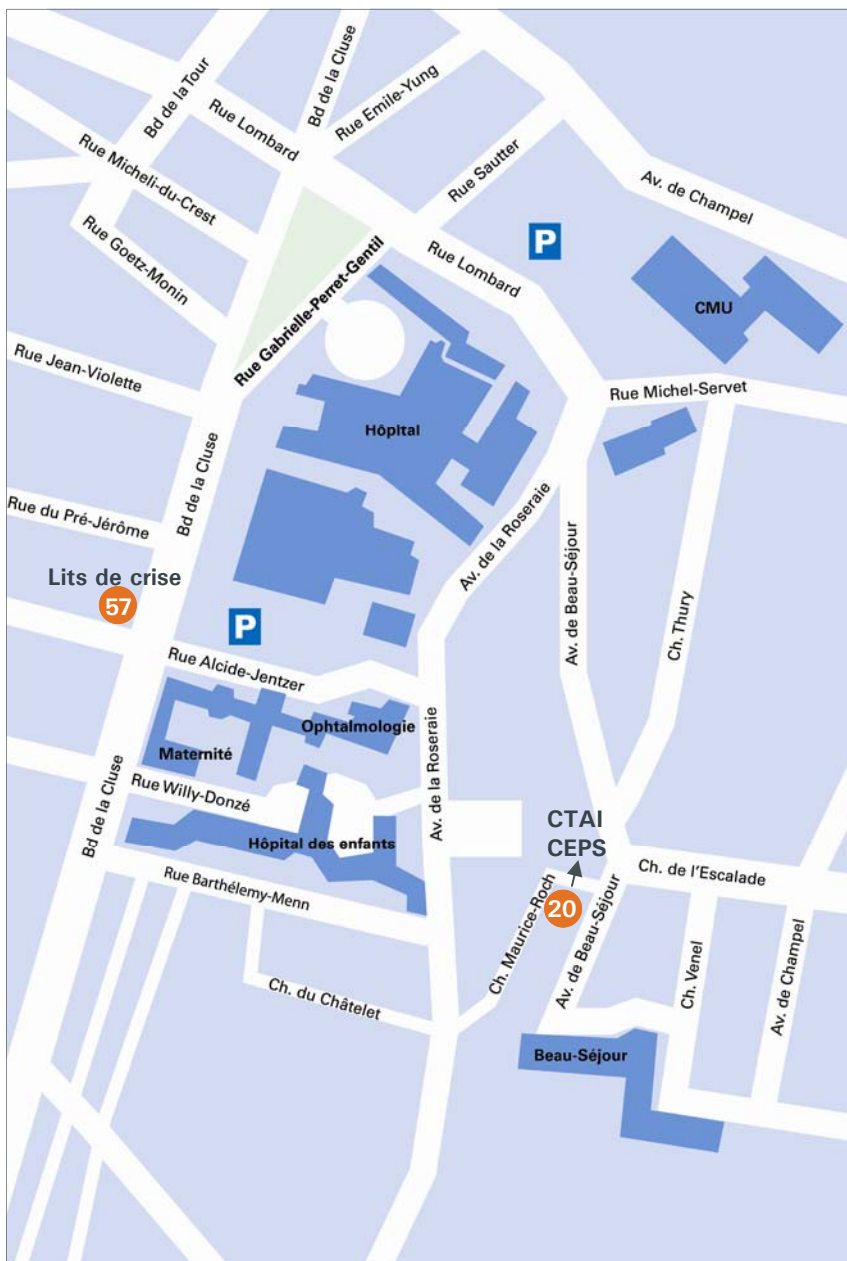 Bd de la Tour
Bd de la Cluse
Rue Lombard
Rue Emile-Yung
Rue Micheli-du-Crest
Rue Sautter
Av. de Champel
Rue Goetz-Monin
P
Rue Lombard
Rue Gabrielle-Perret-Gentil
CMU
Rue Jean-Violette
Rue Michel-Servet
Hôpital
Bd de la Cluse
Rue du Pré-Jérôme
Av. de la Roseraie
Lits de crise
57
Av. de Beau-Séjour
Ch. Thury
P
Rue Alcide-Jentzer
Ophtalmologie
Maternité
Av. de la Roseraie
Bd de la Cluse
Rue Willy-Donzé
Hôpital des enfants
CTAI
CEPS
Ch. de l'Escalade
Rue Barthélemy-Menn
20
Ch. Maurice-Roch
Av. de Beau-Séjour
Ch. Venel
Av. de Champel
Ch. du Châtelet
Beau-Séjour